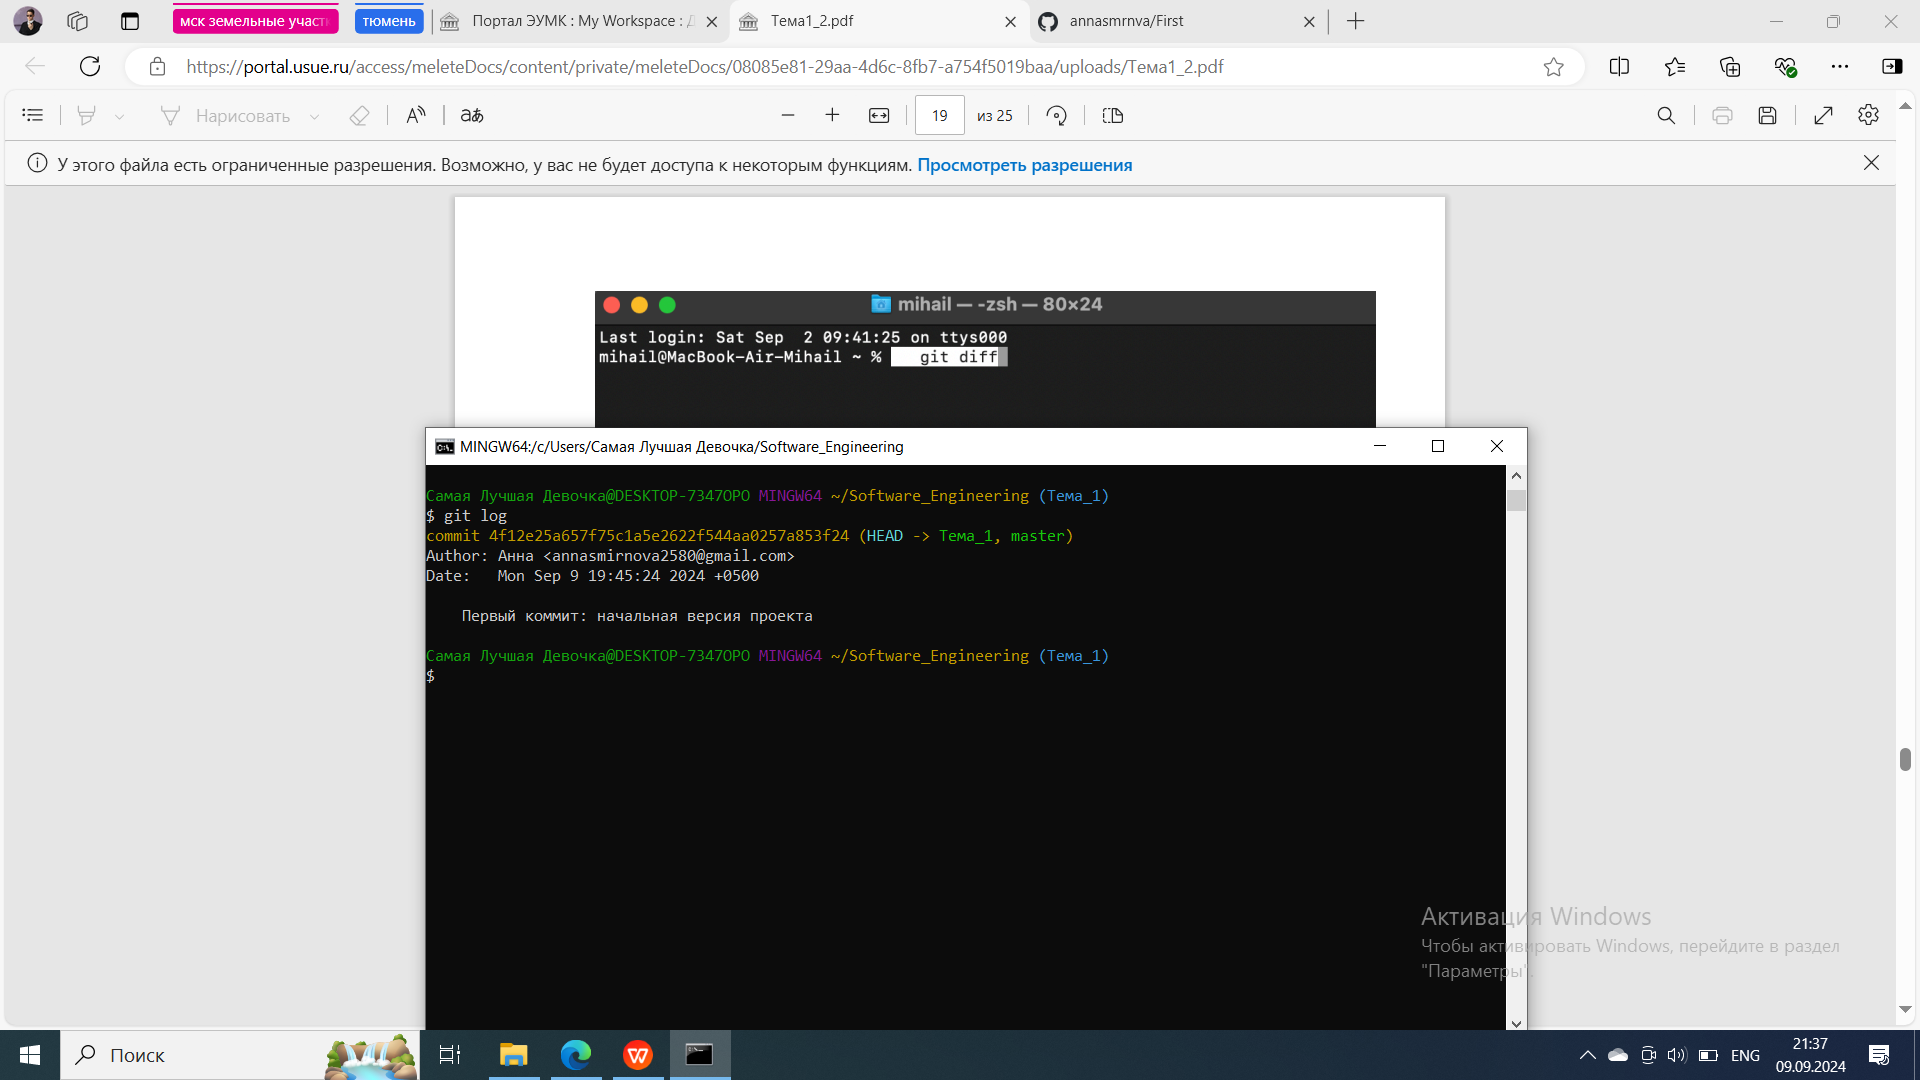 мск земельные участ
тюмень
Портал ЭУМК : My Workspace : Д
Тема1_2.pdf
annasmrnva/First
https://portal.usue.ru/access/meleteDocs/content/private/meleteDocs/08085e81-29aa-4d6c-8fb7-a754f5019baa/uploads/Тема1_2.pdf
Нарисовать
aあ
19 из 25
У этого файла есть ограниченные разрешения. Возможно, у вас не будет доступа к некоторым функциям. Просмотреть разрешения
mihail — -zsh — 80×24
Last login: Sat Sep  2 09:41:25 on ttys000
mihail@MacBook-Air-Mihail ~ % git diff
MINGW64:/c/Users/Самая Лучшая Девочка/Software_Engineering
Самая Лучшая Девочка@DESKTOP-7347OPO MINGW64 ~/Software_Engineering (Тема_1)
$ git log
commit 4f12e25a657f75c1a5e2622f544aa0257a853f24 (HEAD -> Тема_1, master)
Author: Анна <annasmirnova2580@gmail.com>
Date:   Mon Sep 9 19:45:24 2024 +0500
Первый коммит: начальная версия проекта
Самая Лучшая Девочка@DESKTOP-7347OPO MINGW64 ~/Software_Engineering (Тема_1)
$
Активация Windows
Чтобы активировать Windows, перейдите в раздел
"Параметры".
Поиск
ENG
21:37
09.09.2024